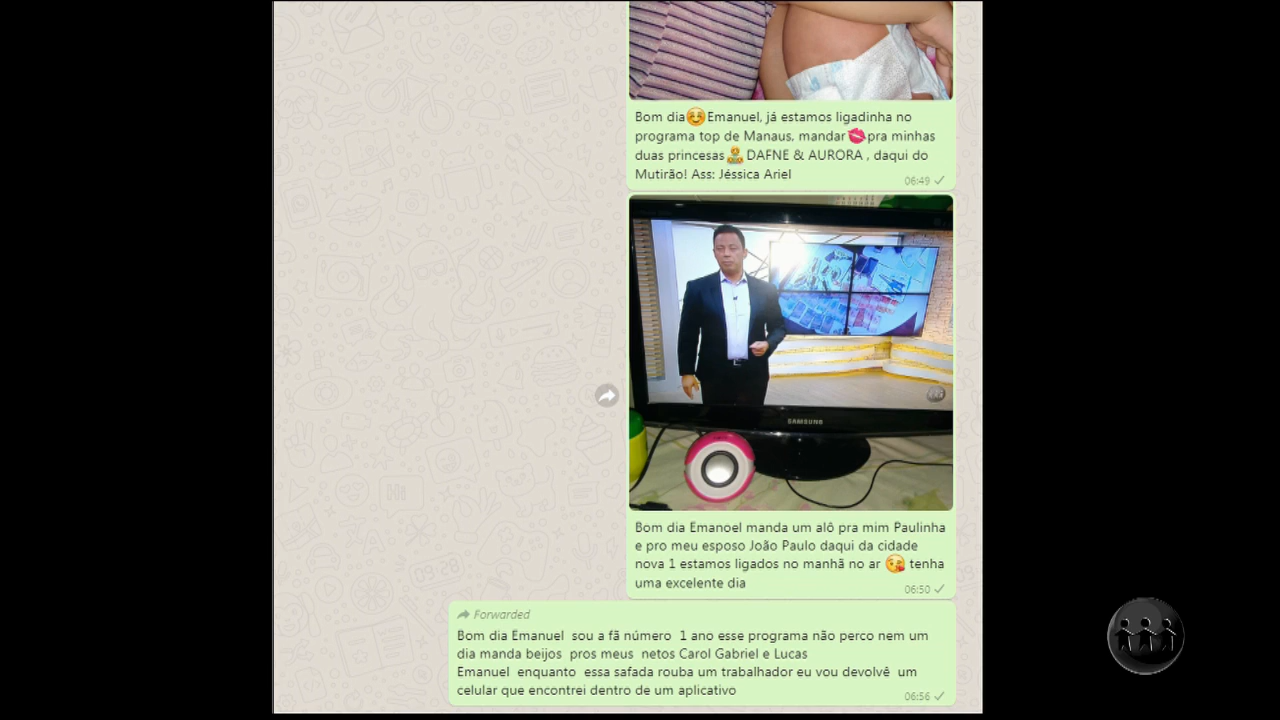 Bom dia☺️Emanuel, já estamos ligadinha no
programa top de Manaus, mandar💋pra minhas
duas princesas👸DAFNE & AURORA , daqui do
Mutirão! Ass: Jéssica Ariel
06:49
SAMSUNG
Bom dia Emanoel manda um alô pra mim Paulinha
e pro meu esposo João Paulo daqui da cidade
nova 1 estamos ligados no manhã no ar 😘 tenha
uma excelente dia
06:50
Forwarded
Bom dia Emanuel sou a fã número 1 ano esse programa não perco nem um
dia manda beijos pros meus netos Carol Gabriel e Lucas
Emanuel enquanto essa safada rouba um trabalhador eu vou devolvê um
celular que encontrei dentro de um aplicativo
06:56